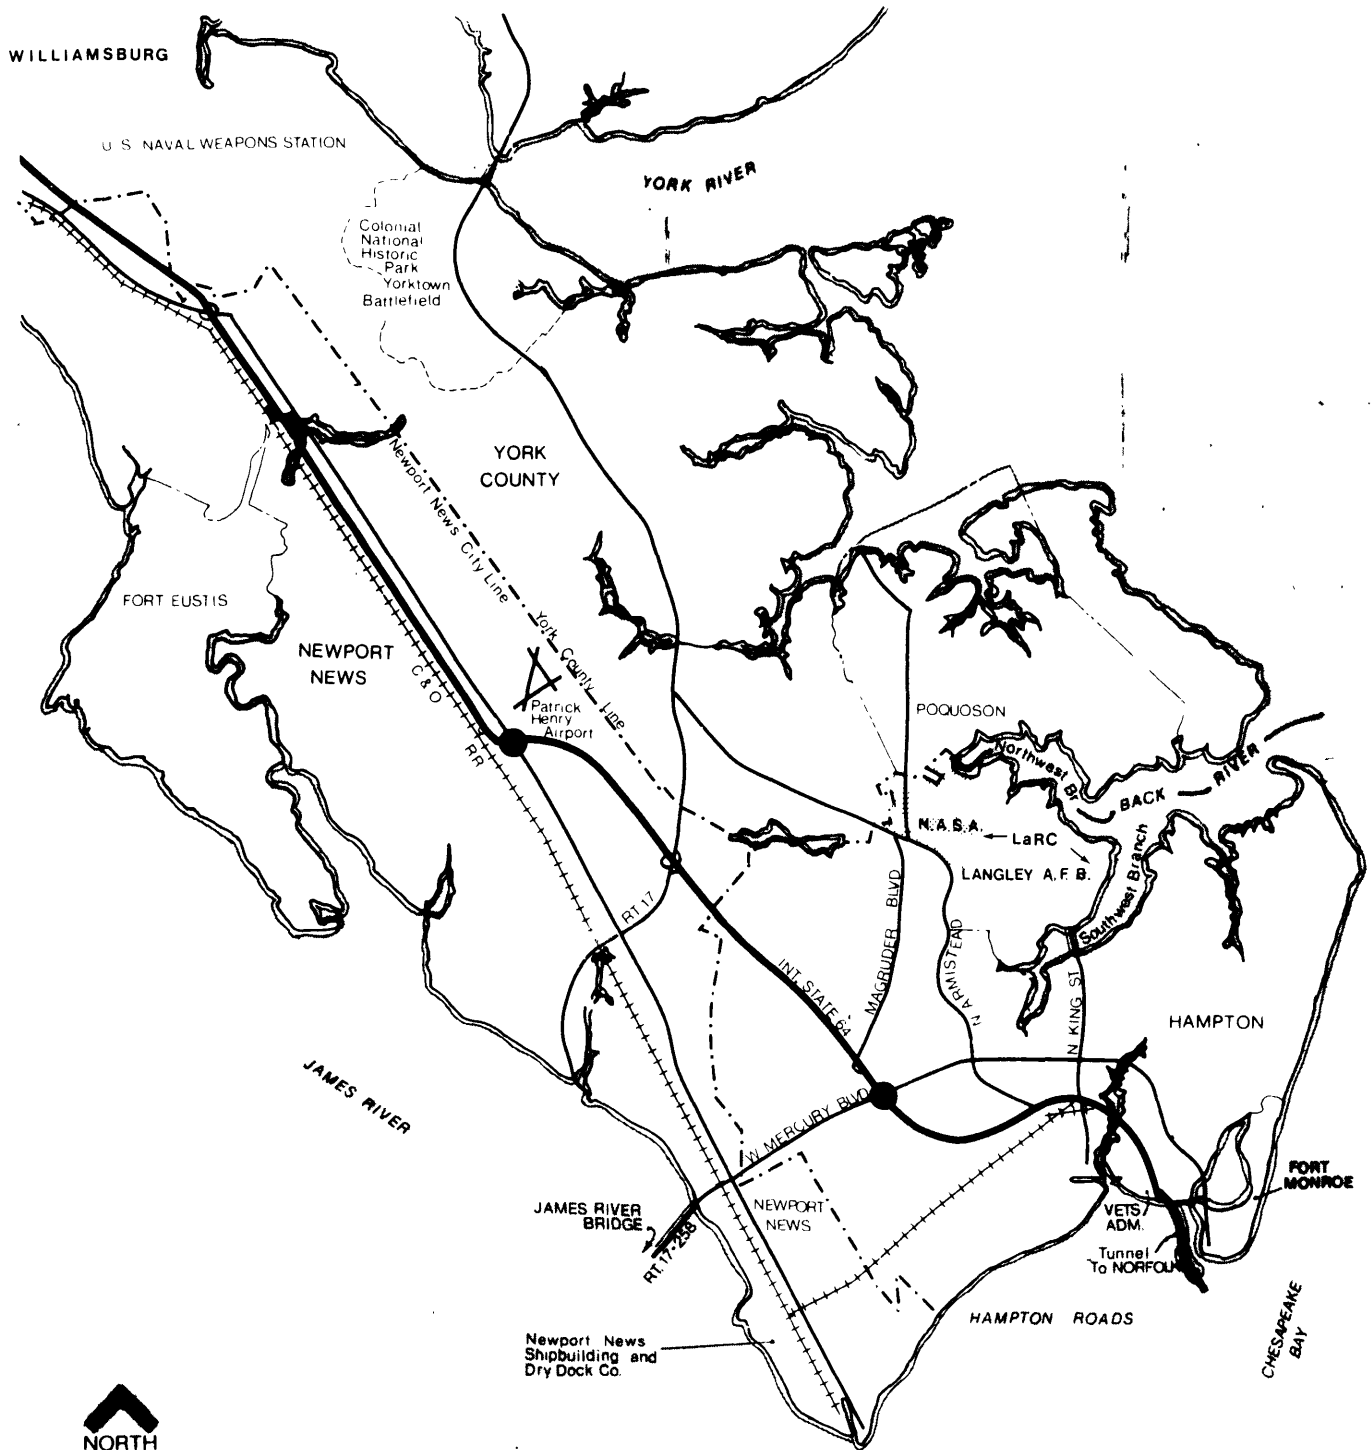 WILLIAMSBURG
U.S. NAVAL WEAPONS STATION
YORK RIVER
Colonial
National
Historic
Park
Yorktown
Battlefield
YORK
COUNTY
Newport News City Line
York County Line
FORT EUSTIS
NEWPORT
NEWS
C & O RR
Patrick
Henry
Airport
POQUOSON
Northwest Br
BACK RIVER
N.A.S.A.
LaRC
LANGLEY A.F.B.
Southwest Branch
RT 17
MAGRUDER BLVD
N ARMISTEAD
INT. STATE 64
N KING ST
HAMPTON
JAMES RIVER
W MERCURY BLVD
FORT
MONROE
JAMES RIVER
BRIDGE
RT. 17-258
NEWPORT
NEWS
VETS
ADM.
Tunnel
To NORFOLK
HAMPTON ROADS
CHESAPEAKE
BAY
Newport News
Shipbuilding and
Dry Dock Co.
NORTH